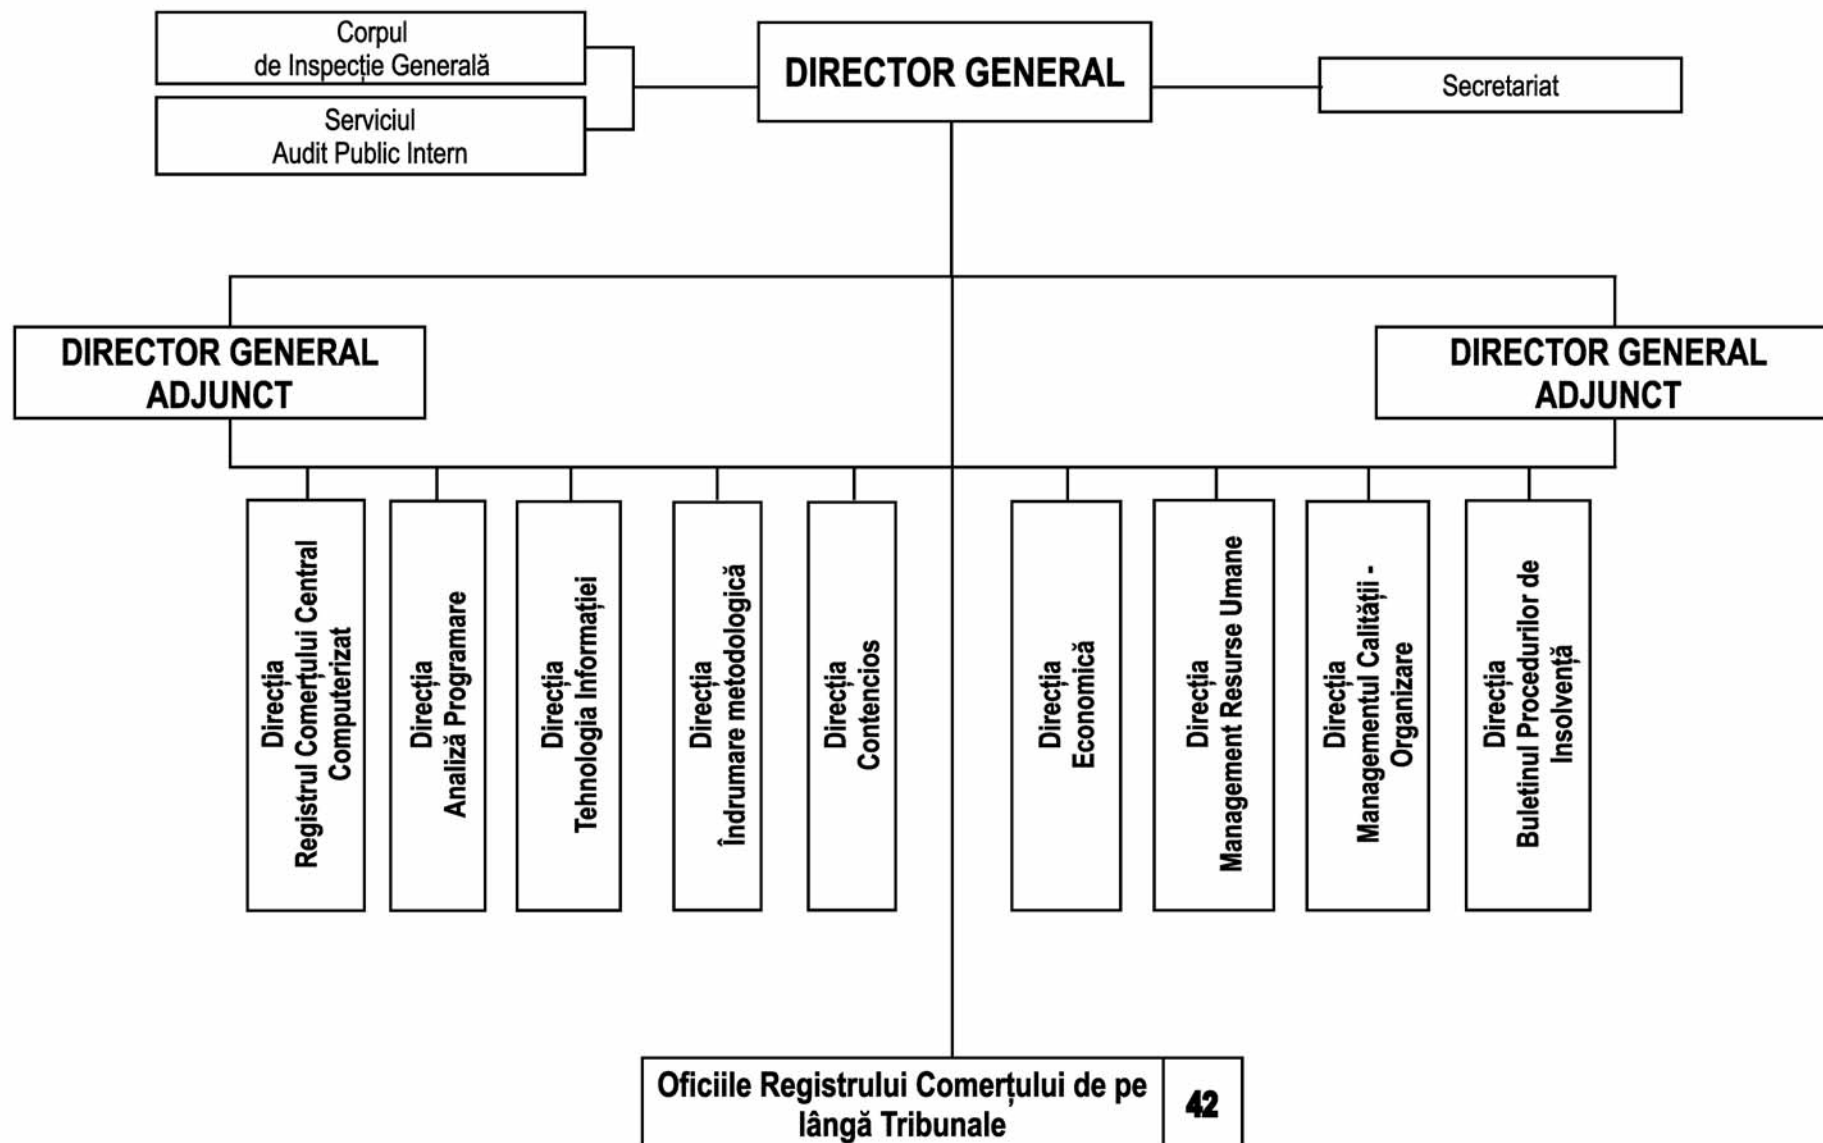 Corpul
de Inspecție Generală
DIRECTOR GENERAL
Secretariat
Serviciul
Audit Public Intern
DIRECTOR GENERAL
ADJUNCT
DIRECTOR GENERAL
ADJUNCT
Direcția
Registrul Comerțului Central
Computerizat
Direcția
Analiză Programare
Direcția
Tehnologia Informației
Direcția
Îndrumare metodologică
Direcția
Contencios
Direcția
Economică
Direcția
Management Resurse Umane
Direcția
Managementul Calității -
Organizare
Direcția
Buletinul Procedurilor de
Insolvență
Oficiile Registrului Comerțului de pe
lângă Tribunale
42